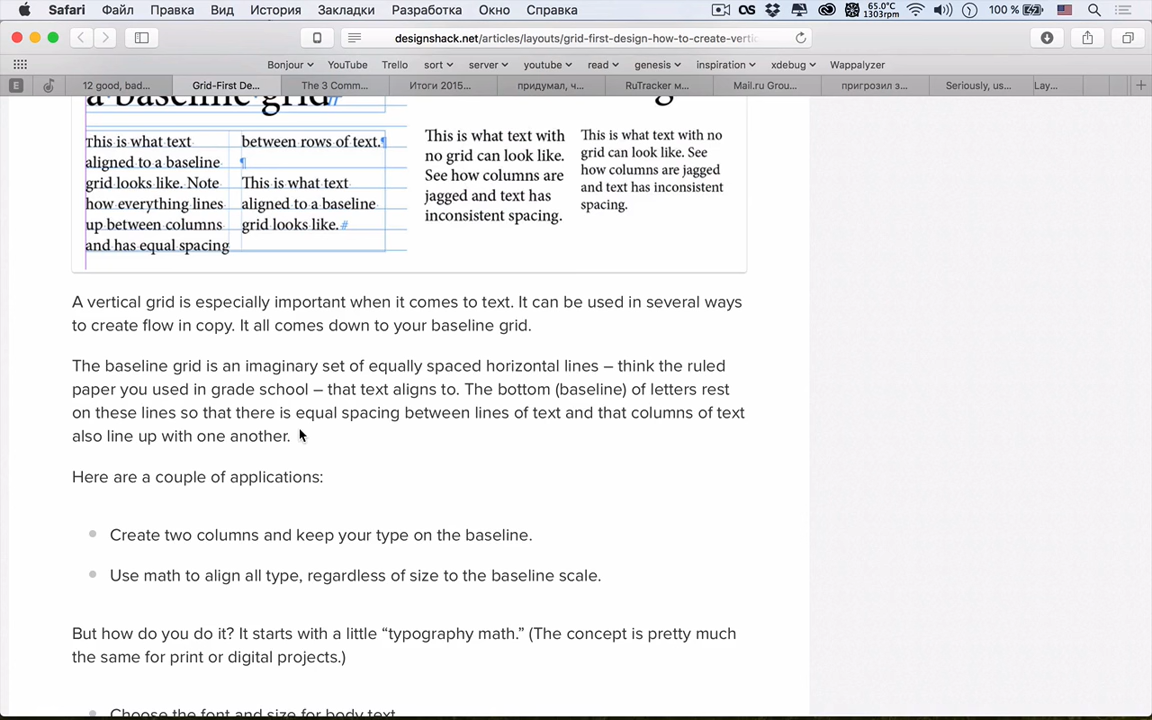 Safari Файл Правка Вид История Закладки Разработка Окно Справка 65.0°C 1303rpm 100 %
designshack.net/articles/layouts/grid-first-design-how-to-create-vertic
Bonjour YouTube Trello sort server youtube read genesis inspiration xdebug Wappalyzer
E 12 good, bad... Grid-First De... The 3 Comm... Итоги 2015... придумал, ч... RuTracker м... Mail.ru Grou... пригрозил з... Seriously, us... Lay...
a baseline grid#
This is what text
aligned to a baseline
grid looks like. Note
how everything lines
up between columns
and has equal spacing
between rows of text.¶
¶
This is what text
aligned to a baseline
grid looks like.#
This is what text with
no grid can look like.
See how columns are
jagged and text has
inconsistent spacing.
This is what text with no
grid can look like. See
how columns are jagged
and text has inconsistent
spacing.
A vertical grid is especially important when it comes to text. It can be used in several ways
to create flow in copy. It all comes down to your baseline grid.
The baseline grid is an imaginary set of equally spaced horizontal lines – think the ruled
paper you used in grade school – that text aligns to. The bottom (baseline) of letters rest
on these lines so that there is equal spacing between lines of text and that columns of text
also line up with one another.
Here are a couple of applications:
Create two columns and keep your type on the baseline.
Use math to align all type, regardless of size to the baseline scale.
But how do you do it? It starts with a little “typography math.” (The concept is pretty much
the same for print or digital projects.)
Choose the font and size for body text.